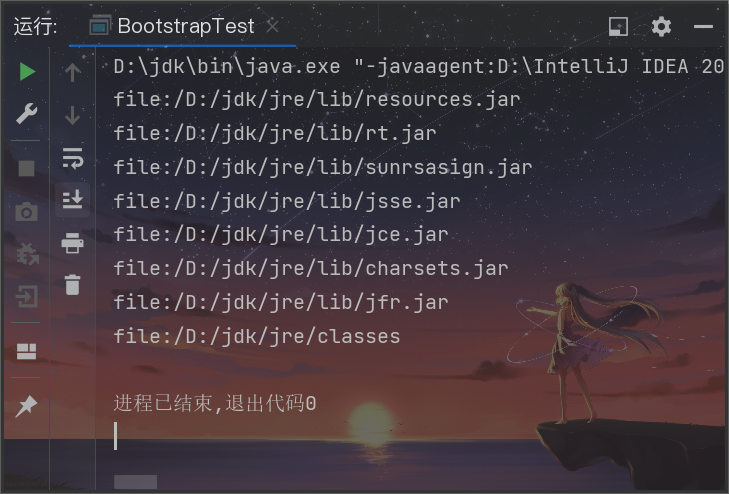 运行: BootstrapTest
D:\jdk\bin\java.exe "-javaagent:D:\IntelliJ IDEA 20
file:/D:/jdk/jre/lib/resources.jar
file:/D:/jdk/jre/lib/rt.jar
file:/D:/jdk/jre/lib/sunrsasign.jar
file:/D:/jdk/jre/lib/jsse.jar
file:/D:/jdk/jre/lib/jce.jar
file:/D:/jdk/jre/lib/charsets.jar
file:/D:/jdk/jre/lib/jfr.jar
file:/D:/jdk/jre/classes
进程已结束,退出代码0